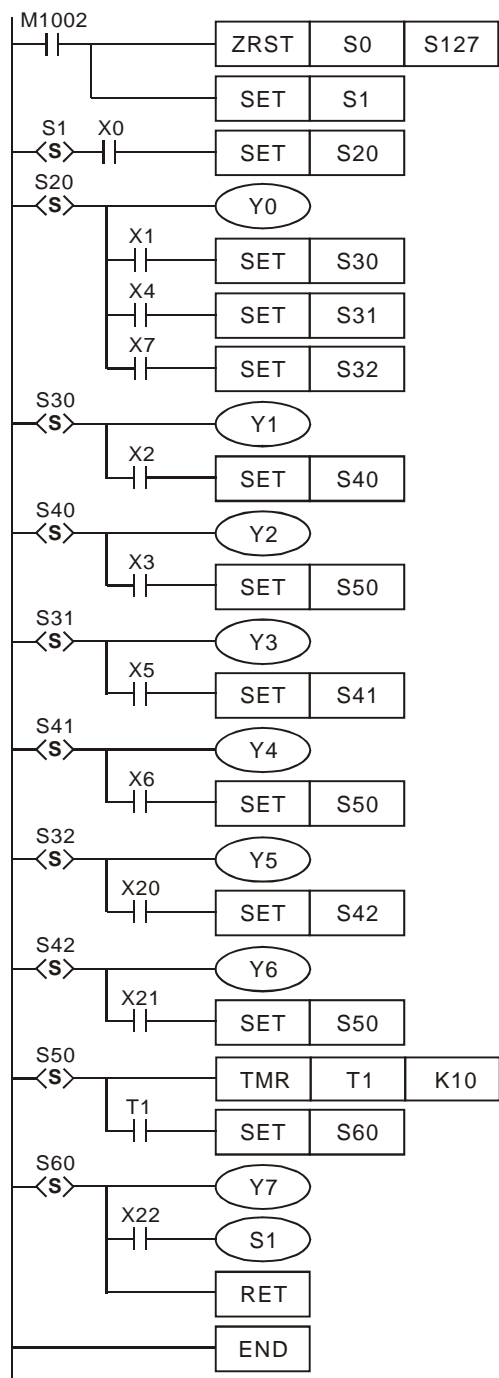 M1002
ZRST S0 S127
SET S1
S1 X0
S SET S20
S20
S Y0
X1
SET S30
X4
SET S31
X7
SET S32
S30
S Y1
X2
SET S40
S40
S Y2
X3
SET S50
S31
S Y3
X5
SET S41
S41
S Y4
X6
SET S50
S32
S Y5
X20
SET S42
S42
S Y6
X21
SET S50
S50
S TMR T1 K10
T1
SET S60
S60
S Y7
X22
S1
RET
END